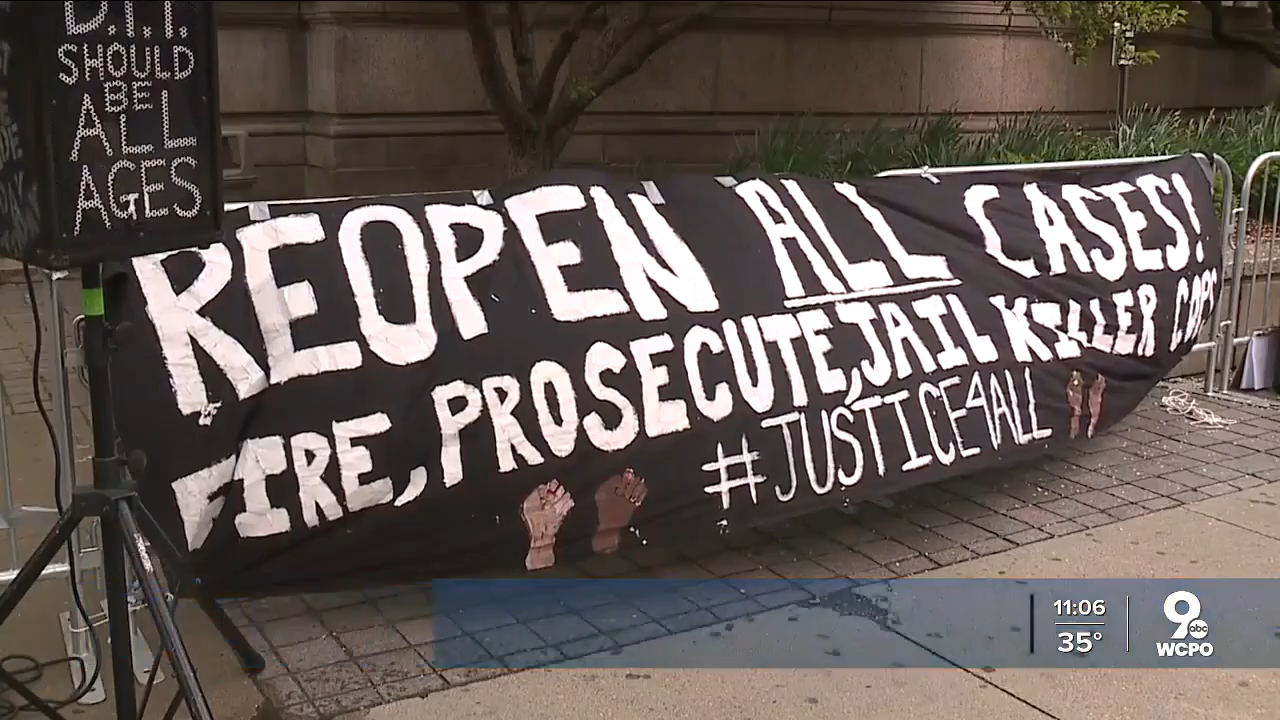 D.I.Y.
SHOULD
BE
ALL
AGES
REOPEN ALL CASES!
FIRE, PROSECUTE, JAIL KILLER COPS
#JUSTICE4ALL
11:06
35°
9
abc
WCPO